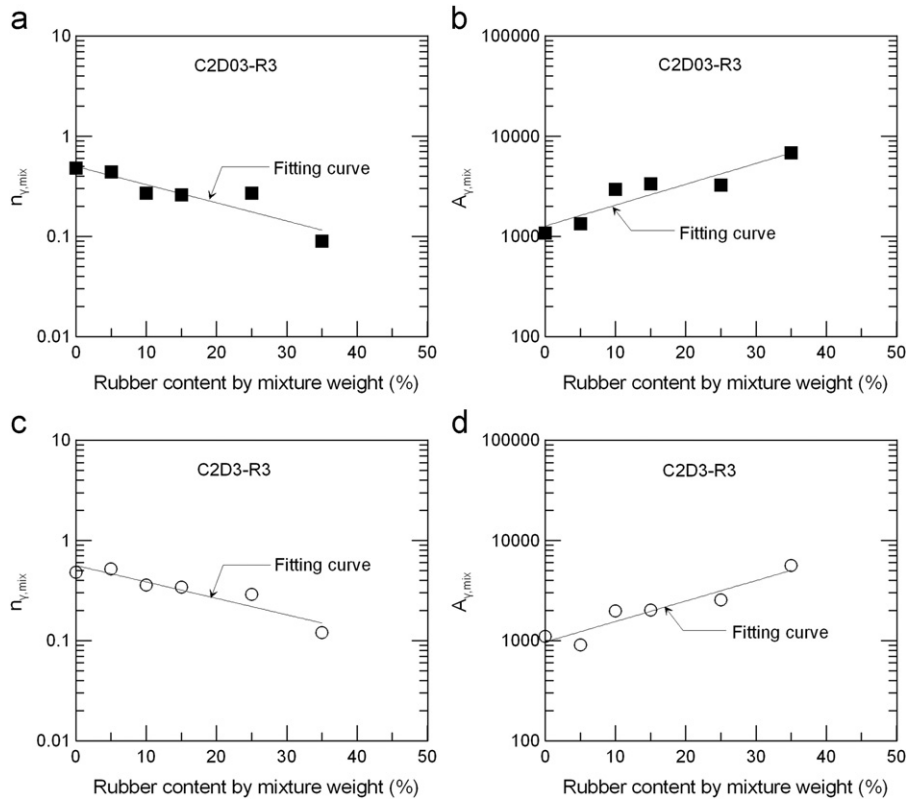 a
10
1
0.1
0.01
n_γ,mix
C2D03-R3
Fitting curve
0 10 20 30 40 50
Rubber content by mixture weight (%)
b
100000
10000
1000
100
A_γ,mix
C2D03-R3
Fitting curve
0 10 20 30 40 50
Rubber content by mixture weight (%)
c
10
1
0.1
0.01
n_γ,mix
C2D3-R3
Fitting curve
0 10 20 30 40 50
Rubber content by mixture weight (%)
d
100000
10000
1000
100
A_γ,mix
C2D3-R3
Fitting curve
0 10 20 30 40 50
Rubber content by mixture weight (%)